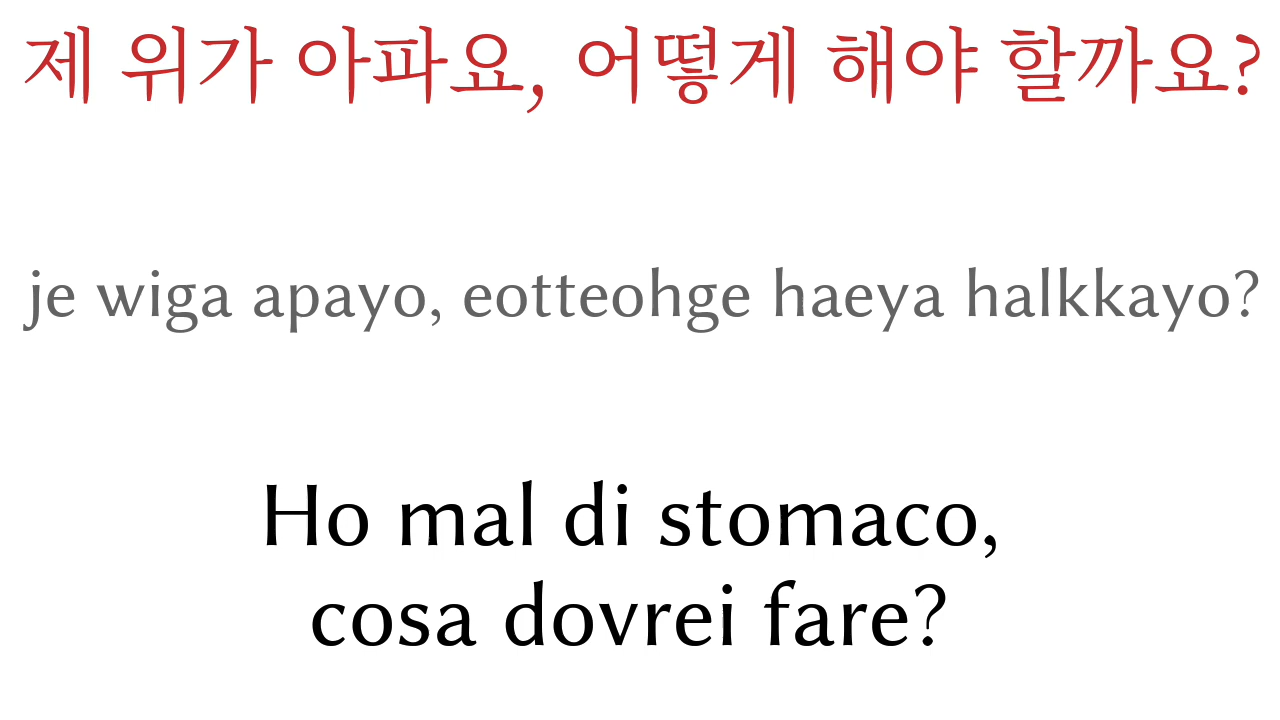 제 위가 아파요, 어떻게 해야 할까요?
je wiga apayo, eotteohge haeya halkkayo?
Ho mal di stomaco,
cosa dovrei fare?